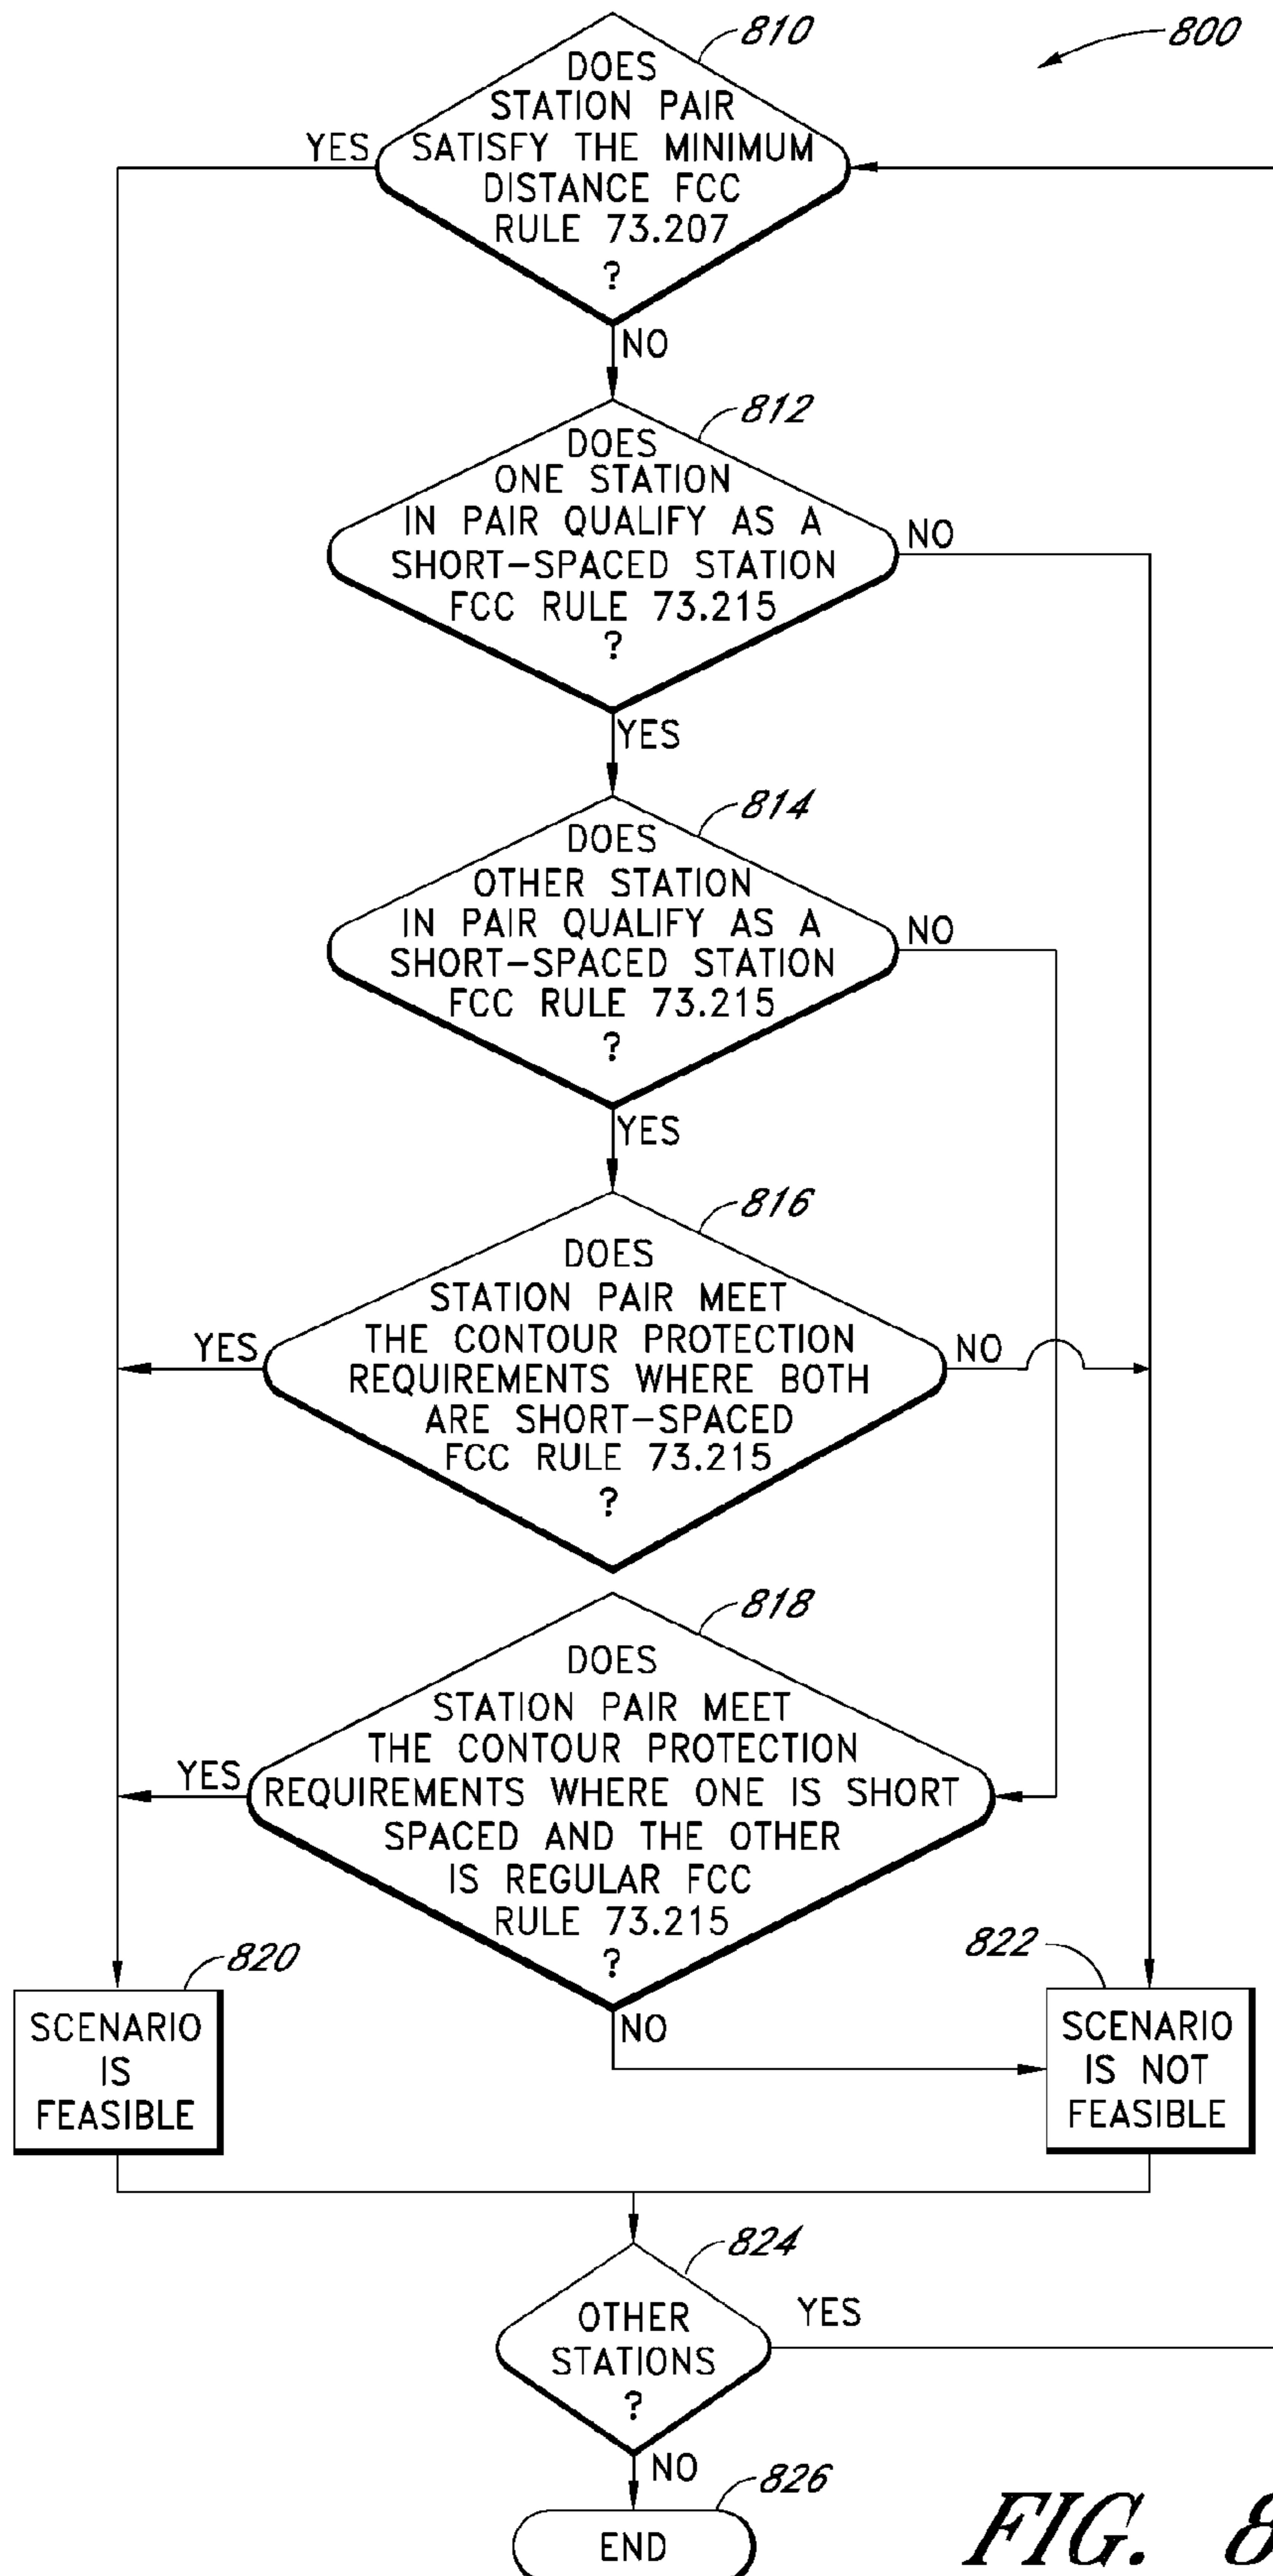 810
800
DOES
STATION PAIR
SATISFY THE MINIMUM
DISTANCE FCC
RULE 73.207
?
YES
NO
812
DOES
ONE STATION
IN PAIR QUALIFY AS A
SHORT-SPACED STATION
FCC RULE 73.215
?
NO
YES
814
DOES
OTHER STATION
IN PAIR QUALIFY AS A
SHORT-SPACED STATION
FCC RULE 73.215
?
NO
YES
816
DOES
STATION PAIR MEET
THE CONTOUR PROTECTION
REQUIREMENTS WHERE BOTH
ARE SHORT-SPACED
FCC RULE 73.215
?
YES
NO
818
DOES
STATION PAIR MEET
THE CONTOUR PROTECTION
REQUIREMENTS WHERE ONE IS SHORT
SPACED AND THE OTHER
IS REGULAR FCC
RULE 73.215
?
YES
NO
820
SCENARIO
IS
FEASIBLE
822
SCENARIO
IS NOT
FEASIBLE
824
OTHER
STATIONS
?
YES
NO
826
END
FIG. 8